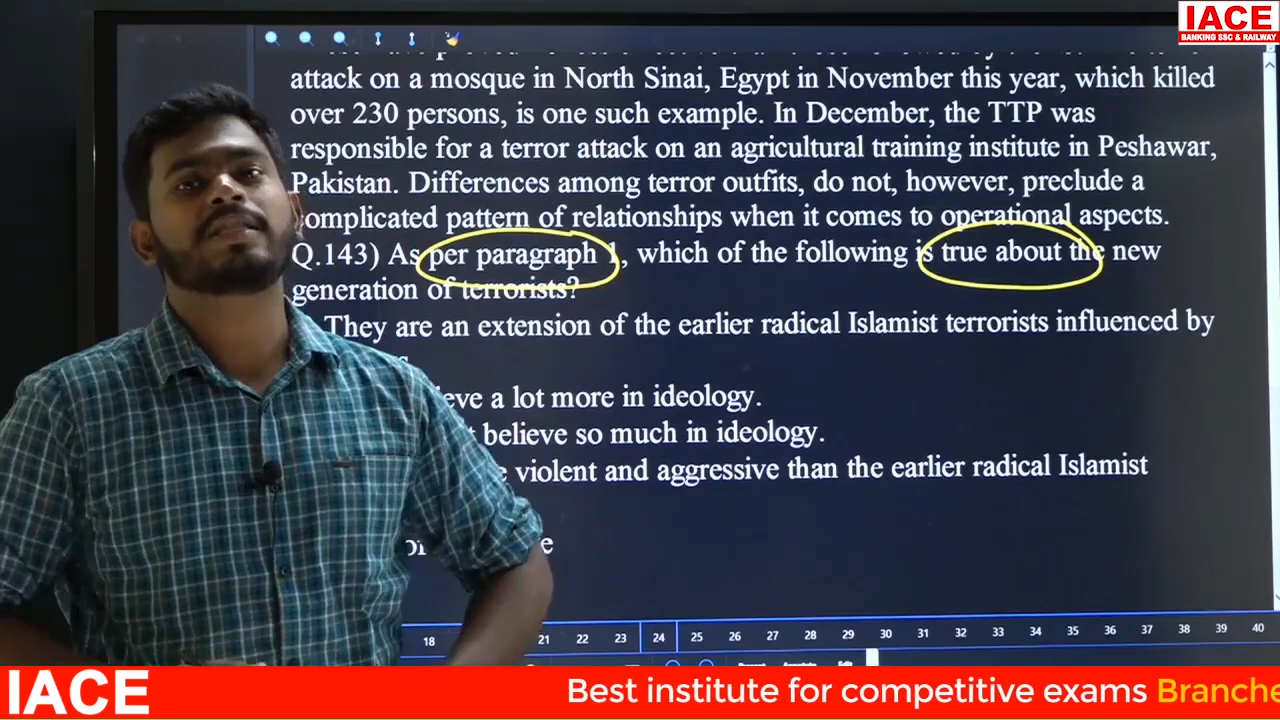 IACE
BANKING SSC & RAILWAY
attack on a mosque in North Sinai, Egypt in November this year, which killed
over 230 persons, is one such example. In December, the TTP was
responsible for a terror attack on an agricultural training institute in Peshawar,
Pakistan. Differences among terror outfits, do not, however, preclude a
complicated pattern of relationships when it comes to operational aspects.
Q.143) As per paragraph 1, which of the following is true about the new
generation of terrorists?
They are an extension of the earlier radical Islamist terrorists influenced by
eve a lot more in ideology.
believe so much in ideology.
violent and aggressive than the earlier radical Islamist
18 21 22 23 24 25 26 27 28 29 30 31 32 33 34 35 36 37 38 39 40
IACE Best institute for competitive exams Branche